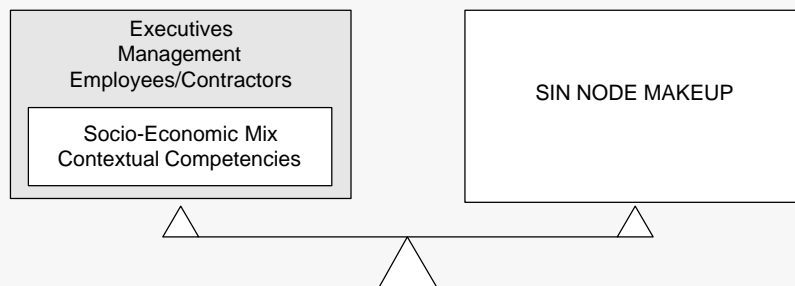 Executives
Management
Employees/Contractors
Socio-Economic Mix
Contextual Competencies
SIN NODE MAKEUP